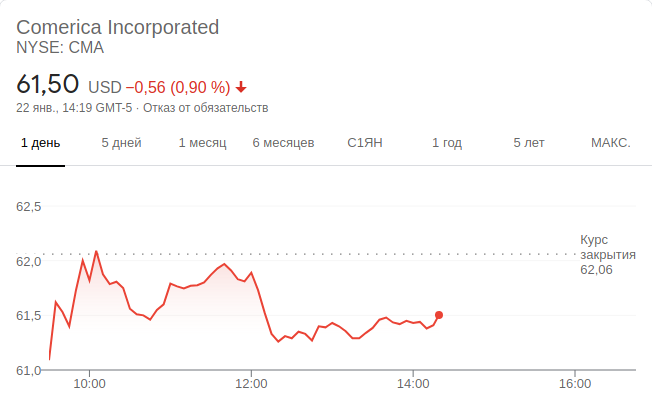 Comerica Incorporated
NYSE: CMA
61,50 USD −0,56 (0,90 %)
22 янв., 14:19 GMT-5 · Отказ от обязательств
1 день 5 дней 1 месяц 6 месяцев С1ЯН 1 год 5 лет МАКС.
62,5
Курс
закрытия
62,06
62,0
61,5
61,0
10:00 12:00 14:00 16:00